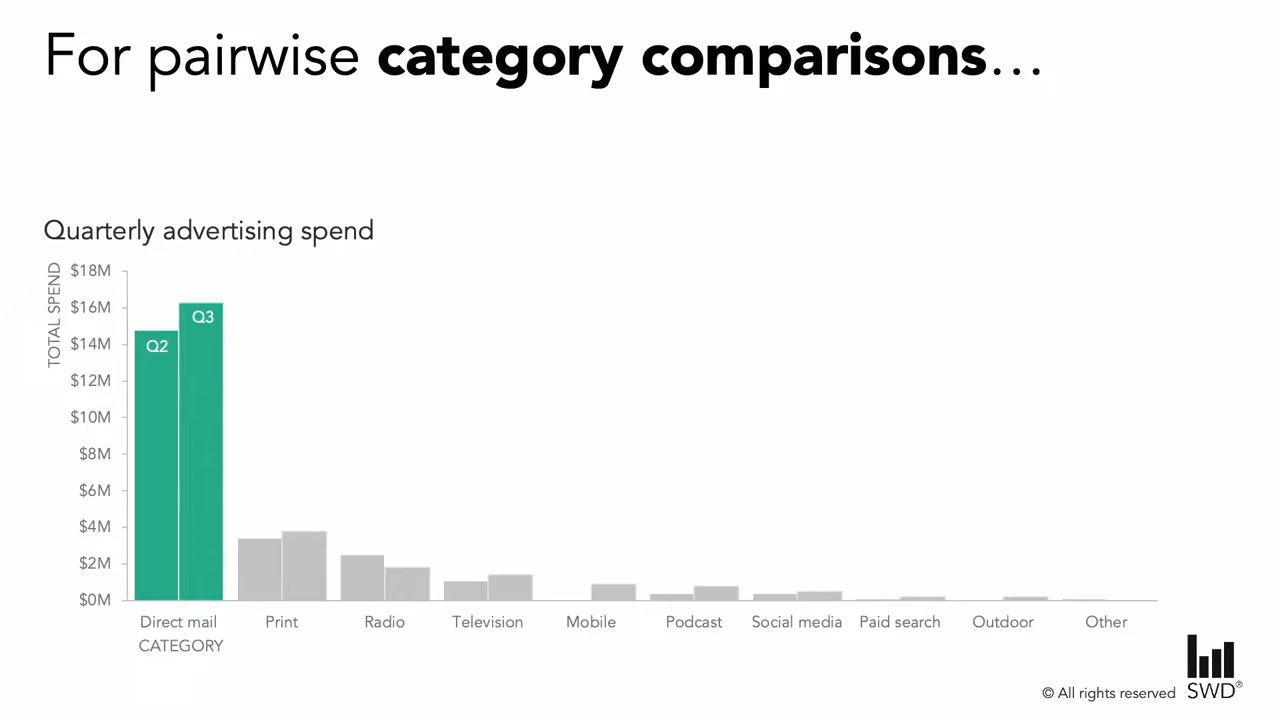 For pairwise category comparisons…
Quarterly advertising spend
TOTAL SPEND
$18M
$16M
$14M
$12M
$10M
$8M
$6M
$4M
$2M
$0M
Q2
Q3
Direct mail Print Radio Television Mobile Podcast Social media Paid search Outdoor Other
CATEGORY
© All rights reserved
SWD®